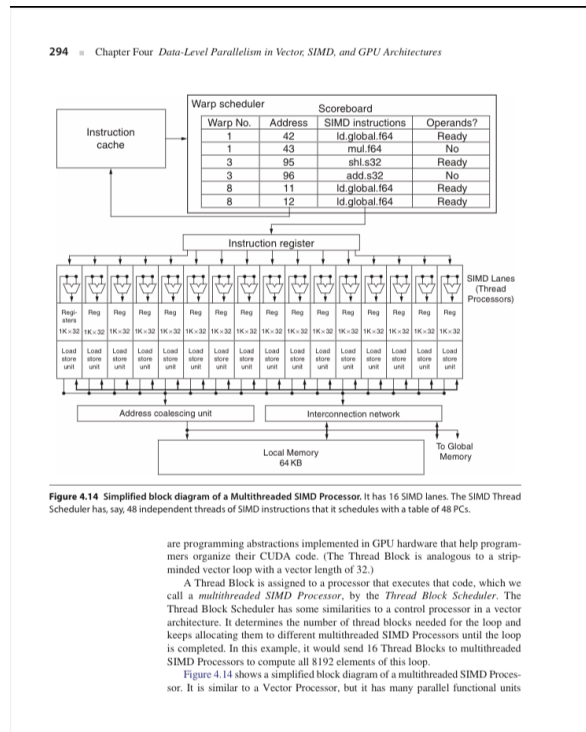 294 ■ Chapter Four Data-Level Parallelism in Vector, SIMD, and GPU Architectures
Warp scheduler
Scoreboard
Warp No. Address SIMD instructions Operands?
1 42 ld.global.f64 Ready
1 43 mul.f64 No
3 95 shl.s32 Ready
3 96 add.s32 No
8 11 ld.global.f64 Ready
8 12 ld.global.f64 Ready
Instruction
cache
Instruction register
SIMD Lanes
(Thread
Processors)
Regi- Reg Reg Reg Reg Reg Reg Reg Reg Reg Reg Reg Reg Reg Reg Reg
sters
1K×32 1K×32 1K×32 1K×32 1K×32 1K×32 1K×32 1K×32 1K×32 1K×32 1K×32 1K×32 1K×32 1K×32 1K×32 1K×32
Load Load Load Load Load Load Load Load Load Load Load Load Load Load Load Load
store store store store store store store store store store store store store store store store
unit unit unit unit unit unit unit unit unit unit unit unit unit unit unit unit
Address coalescing unit Interconnection network
Local Memory
64 KB
To Global
Memory
Figure 4.14 Simplified block diagram of a Multithreaded SIMD Processor. It has 16 SIMD lanes. The SIMD Thread
Scheduler has, say, 48 independent threads of SIMD instructions that it schedules with a table of 48 PCs.
are programming abstractions implemented in GPU hardware that help program-
mers organize their CUDA code. (The Thread Block is analogous to a strip-
minded vector loop with a vector length of 32.)
A Thread Block is assigned to a processor that executes that code, which we
call a multithreaded SIMD Processor, by the Thread Block Scheduler. The
Thread Block Scheduler has some similarities to a control processor in a vector
architecture. It determines the number of thread blocks needed for the loop and
keeps allocating them to different multithreaded SIMD Processors until the loop
is completed. In this example, it would send 16 Thread Blocks to multithreaded
SIMD Processors to compute all 8192 elements of this loop.
Figure 4.14 shows a simplified block diagram of a multithreaded SIMD Proces-
sor. It is similar to a Vector Processor, but it has many parallel functional units